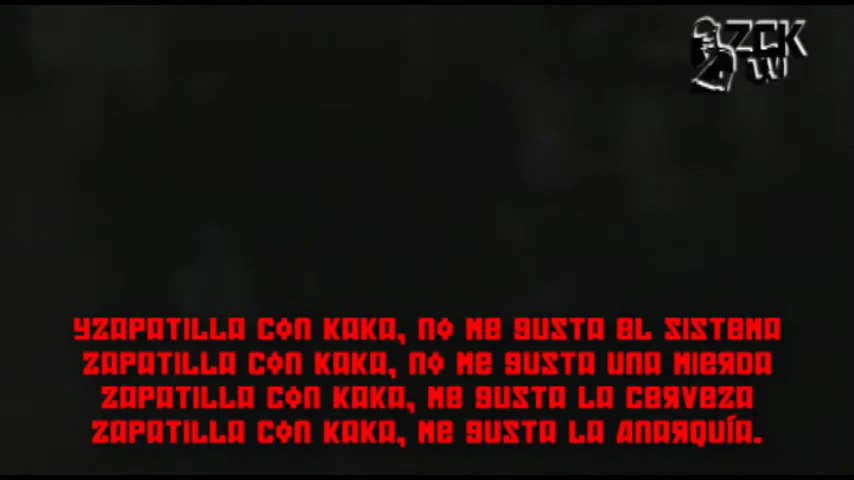 ZCK
TV
YZAPATILLA CON KAKA, NO ME GUSTA EL SISTEMA
ZAPATILLA CON KAKA, NO ME GUSTA UNA MIERDA
ZAPATILLA CON KAKA, ME GUSTA LA CERVEZA
ZAPATILLA CON KAKA, ME GUSTA LA ANARQUÍA.